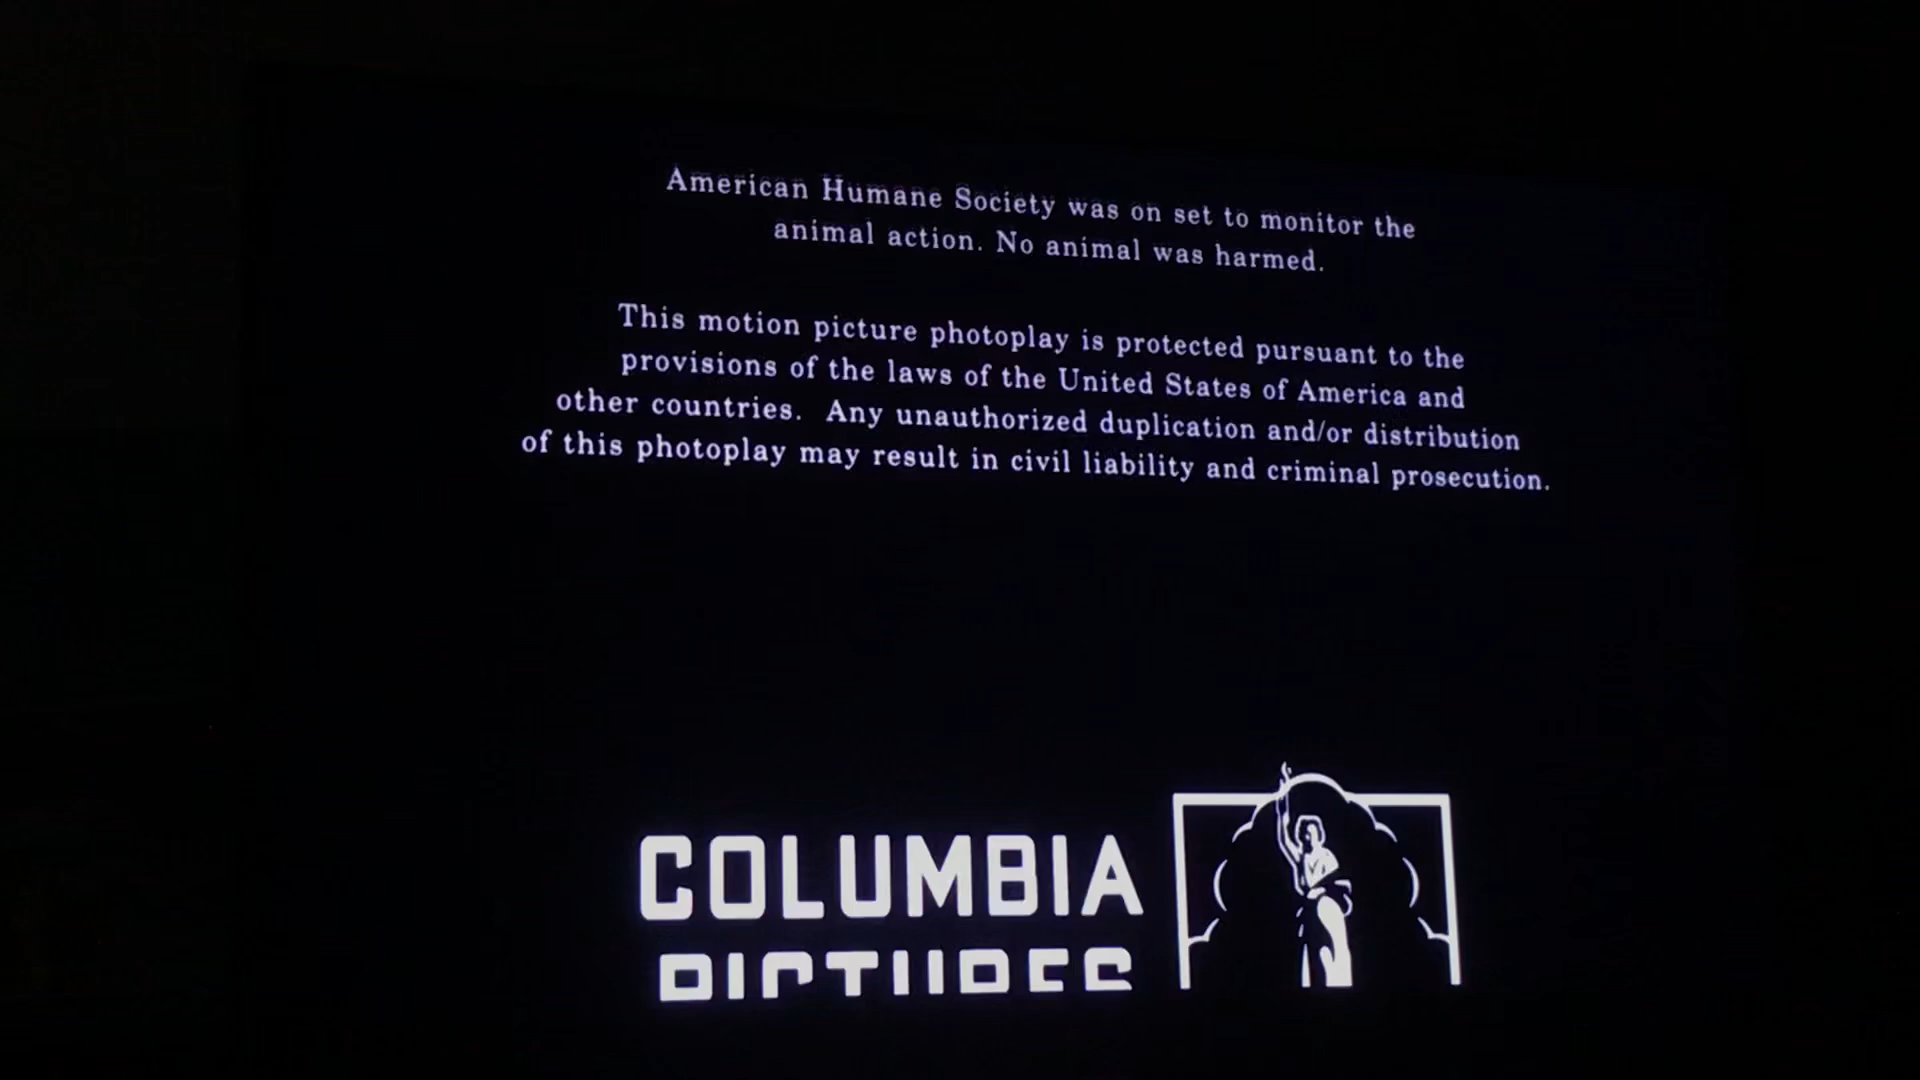 American Humane Society was on set to monitor the
animal action. No animal was harmed.
This motion picture photoplay is protected pursuant to the
provisions of the laws of the United States of America and
other countries. Any unauthorized duplication and/or distribution
of this photoplay may result in civil liability and criminal prosecution.
COLUMBIA
PICTURES